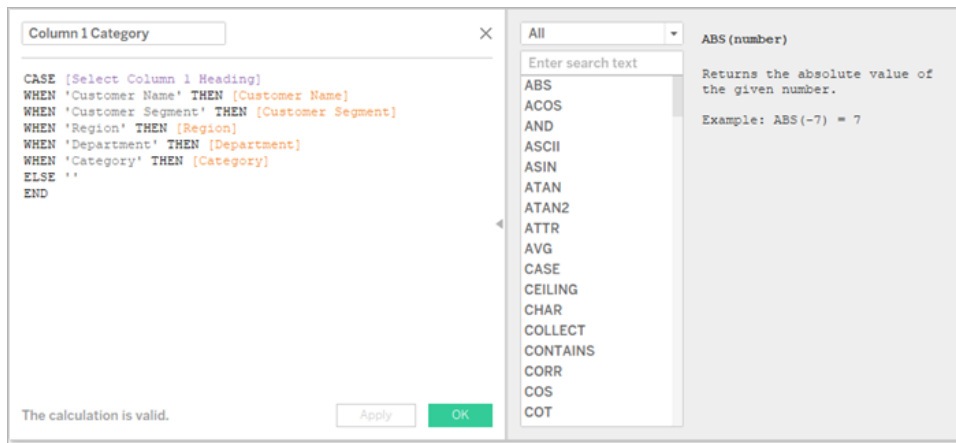 Column 1 Category
CASE [Select Column 1 Heading]
WHEN 'Customer Name' THEN [Customer Name]
WHEN 'Customer Segment' THEN [Customer Segment]
WHEN 'Region' THEN [Region]
WHEN 'Department' THEN [Department]
WHEN 'Category' THEN [Category]
ELSE ''
END
The calculation is valid.
Apply
OK
All
Enter search text
ABS
ACOS
AND
ASCII
ASIN
ATAN
ATAN2
ATTR
AVG
CASE
CEILING
CHAR
COLLECT
CONTAINS
CORR
COS
COT
ABS(number)
Returns the absolute value of
the given number.
Example: ABS(-7) = 7